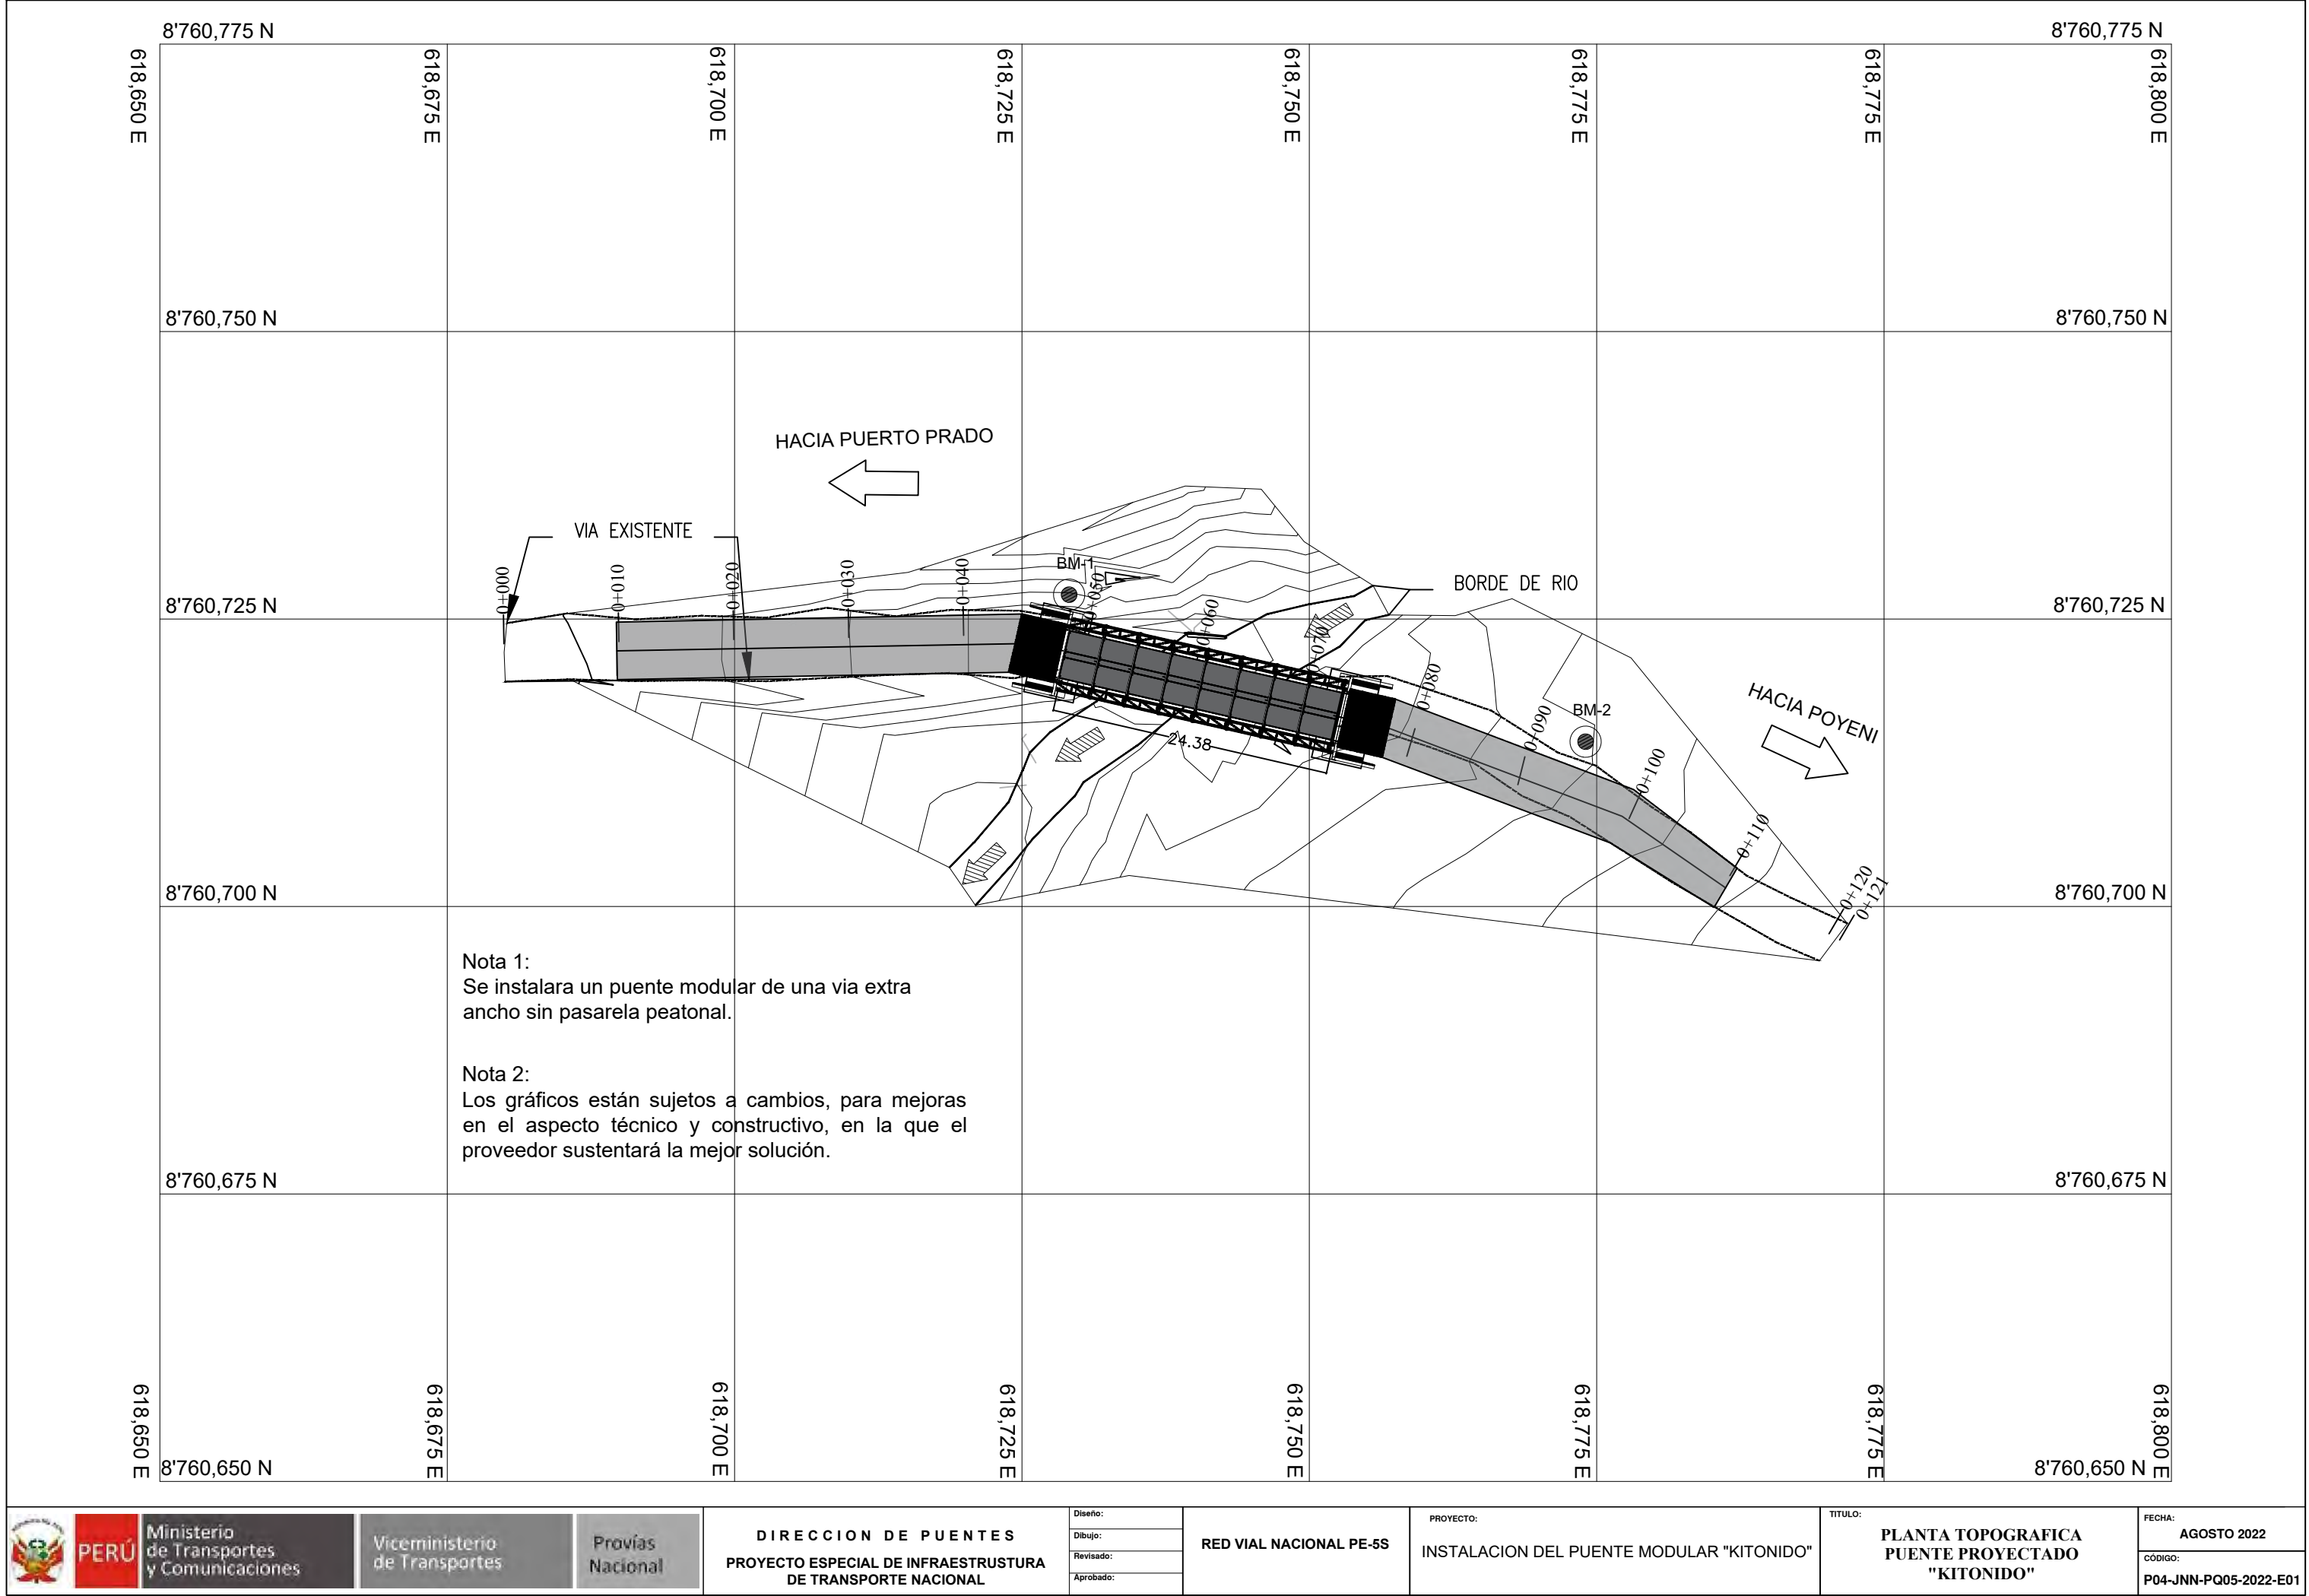 8'760,775 N
8'760,775 N
618,650 E
618,675 E
618,700 E
618,725 E
618,750 E
618,775 E
618,775 E
618,800 E
8'760,750 N
8'760,750 N
HACIA PUERTO PRADO
VIA EXISTENTE
BM-1
BORDE DE RIO
0+000
0+010
0+020
0+030
0+040
0+050
0+060
0+070
0+080
0+090
0+100
0+110
0+120
0+121
8'760,725 N
8'760,725 N
24.38
BM-2
HACIA POYENI
8'760,700 N
8'760,700 N
Nota 1:
Se instalara un puente modular de una via extra
ancho sin pasarela peatonal.
Nota 2:
Los gráficos están sujetos a cambios, para mejoras
en el aspecto técnico y constructivo, en la que el
proveedor sustentará la mejor solución.
8'760,675 N
8'760,675 N
618,650 E
618,675 E
618,700 E
618,725 E
618,750 E
618,775 E
618,775 E
618,800 E
8'760,650 N
8'760,650 N
PERÚ
Ministerio
de Transportes
y Comunicaciones
Viceministerio
de Transportes
Provías
Nacional
DIRECCION DE PUENTES
PROYECTO ESPECIAL DE INFRAESTRUSTURA
DE TRANSPORTE NACIONAL
Diseño:
Dibujo:
Revisado:
Aprobado:
RED VIAL NACIONAL PE-5S
PROYECTO:
INSTALACION DEL PUENTE MODULAR "KITONIDO"
TITULO:
PLANTA TOPOGRAFICA
PUENTE PROYECTADO
"KITONIDO"
FECHA:
AGOSTO 2022
CÓDIGO:
P04-JNN-PQ05-2022-E01